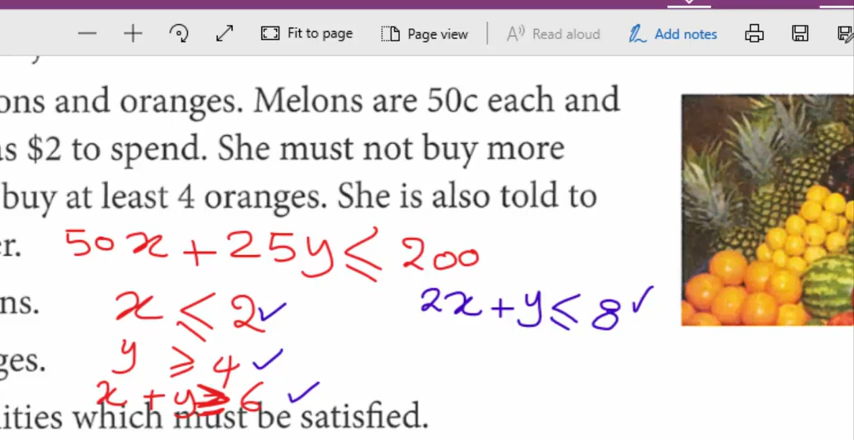 Fit to page Page view Read aloud Add notes
ons and oranges. Melons are 50c each and
as $2 to spend. She must not buy more
buy at least 4 oranges. She is also told to
er. 50x + 25y ≤ 200
ns. x ≤ 2 ✓ 2x + y ≤ 8 ✓
ges. y ≥ 4 ✓
x + y ≥ 6 ✓
ities which must be satisfied.